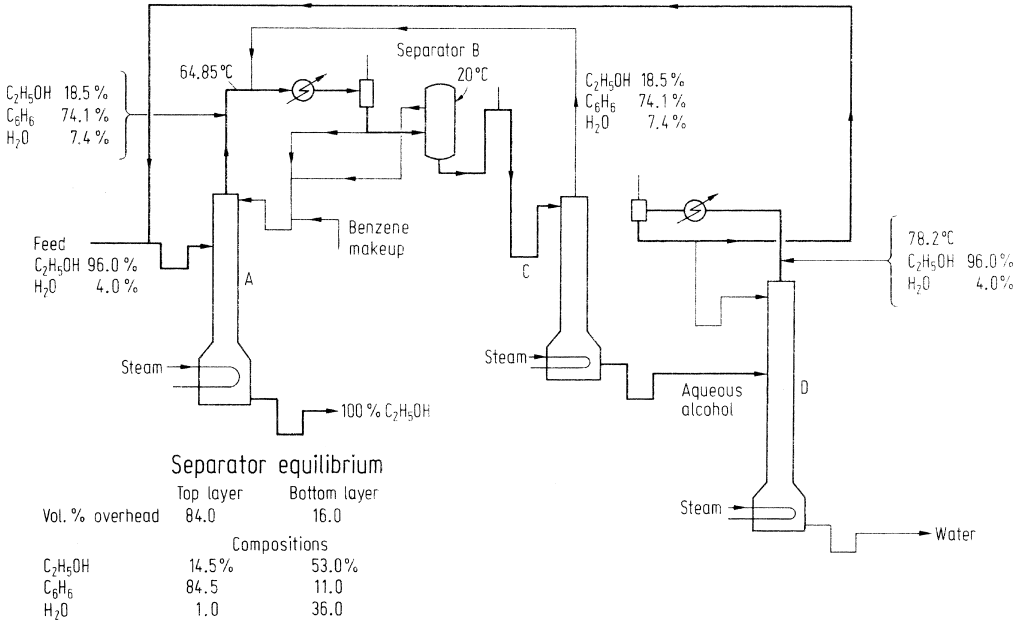 Separator B
64.85°C
20°C
C₂H₅OH 18.5 %
C₆H₆ 74.1 %
H₂O 7.4 %
C₂H₅OH 18.5 %
C₆H₆ 74.1 %
H₂O 7.4 %
Benzene
makeup
Feed
C₂H₅OH 96.0 %
H₂O 4.0 %
A
C
78.2°C
C₂H₅OH 96.0 %
H₂O 4.0 %
Steam
Steam
Aqueous
alcohol
D
100 % C₂H₅OH
Steam
Water
Separator equilibrium
Top layer Bottom layer
Vol. % overhead 84.0 16.0
Compositions
C₂H₅OH 14.5% 53.0%
C₆H₆ 84.5 11.0
H₂O 1.0 36.0